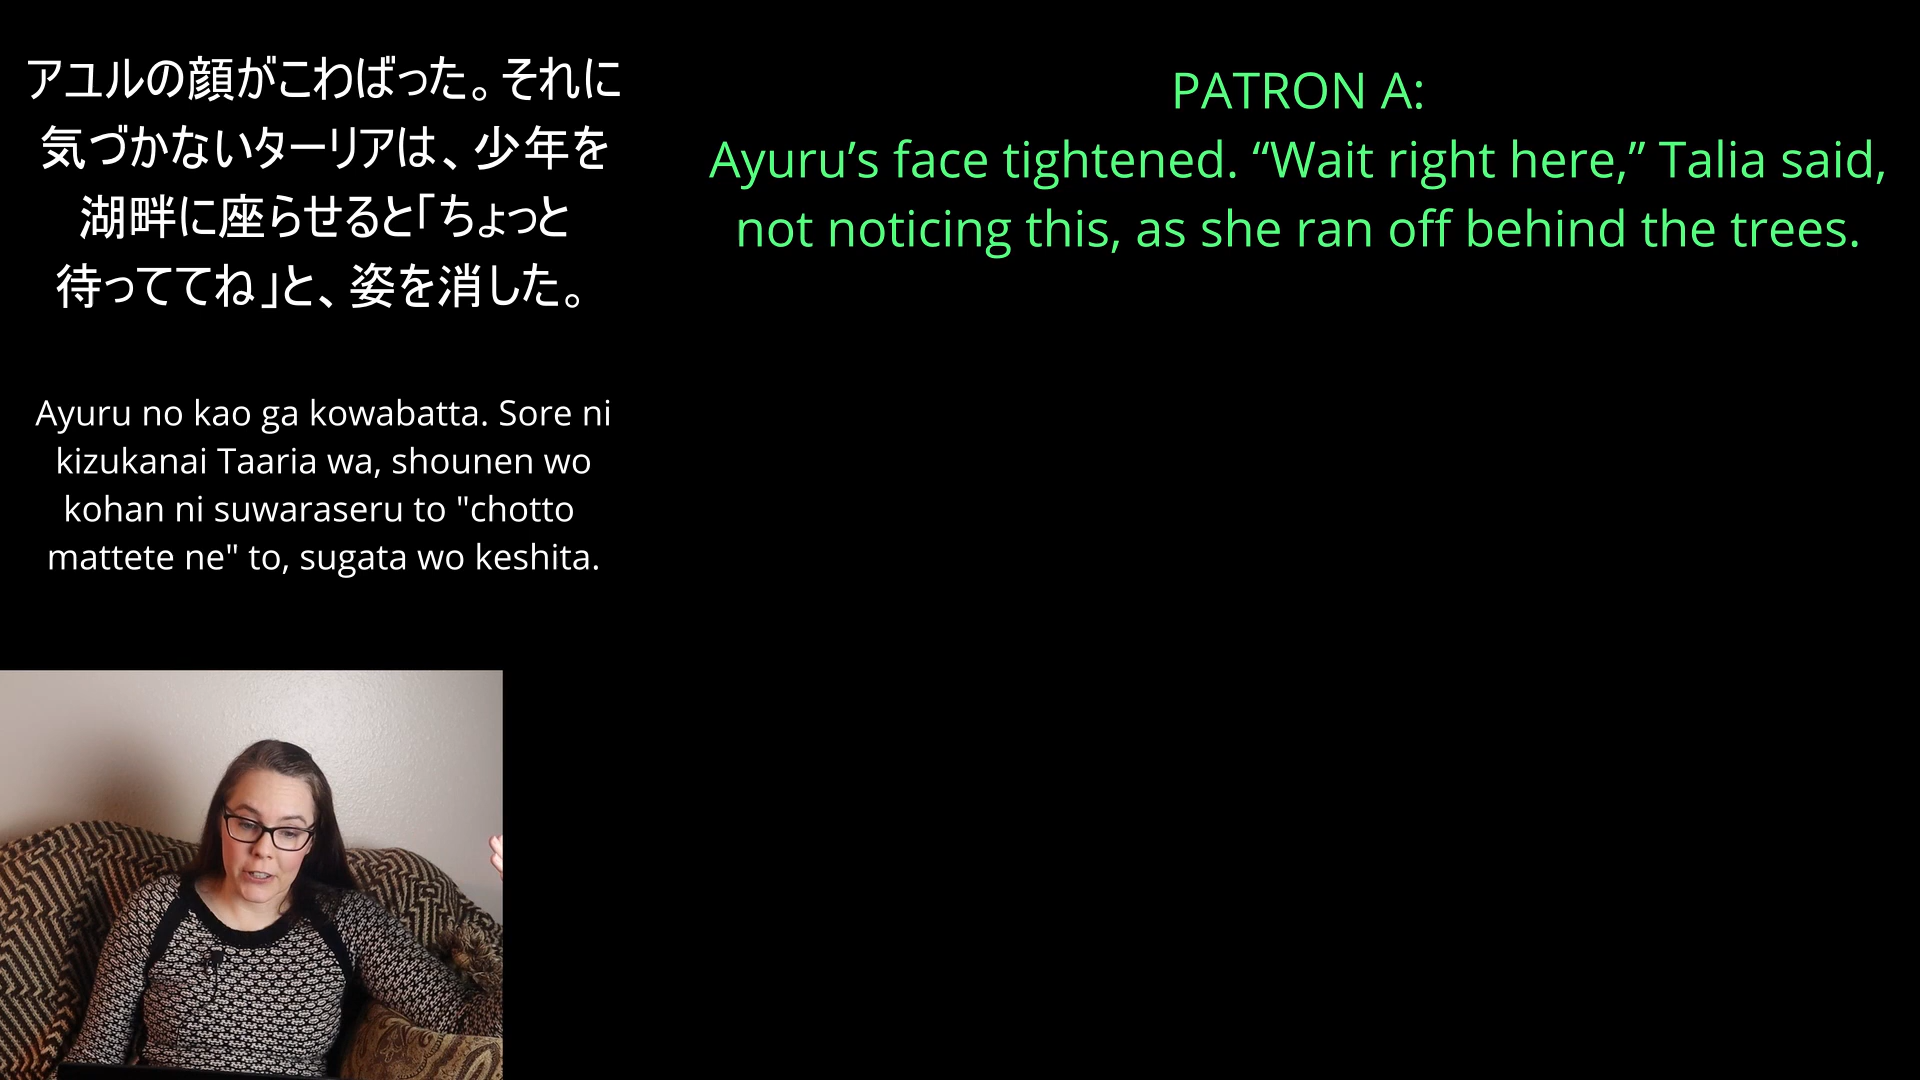 アユルの顔がこわばった。それに
気づかないターリアは、少年を
湖畔に座らせると「ちょっと
待っててね」と、姿を消した。
Ayuru no kao ga kowabatta. Sore ni
kizukanai Taaria wa, shounen wo
kohan ni suwaraseru to "chotto
mattete ne" to, sugata wo keshita.
PATRON A:
Ayuru’s face tightened. “Wait right here,” Talia said,
not noticing this, as she ran off behind the trees.